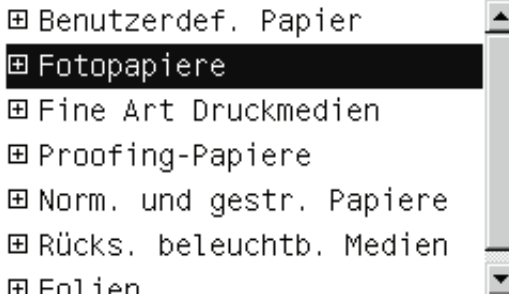 Benutzerdef. Papier
Fotopapiere
Fine Art Druckmedien
Proofing-Papiere
Norm. und gestr. Papiere
Rücks. beleuchtb. Medien
Folien